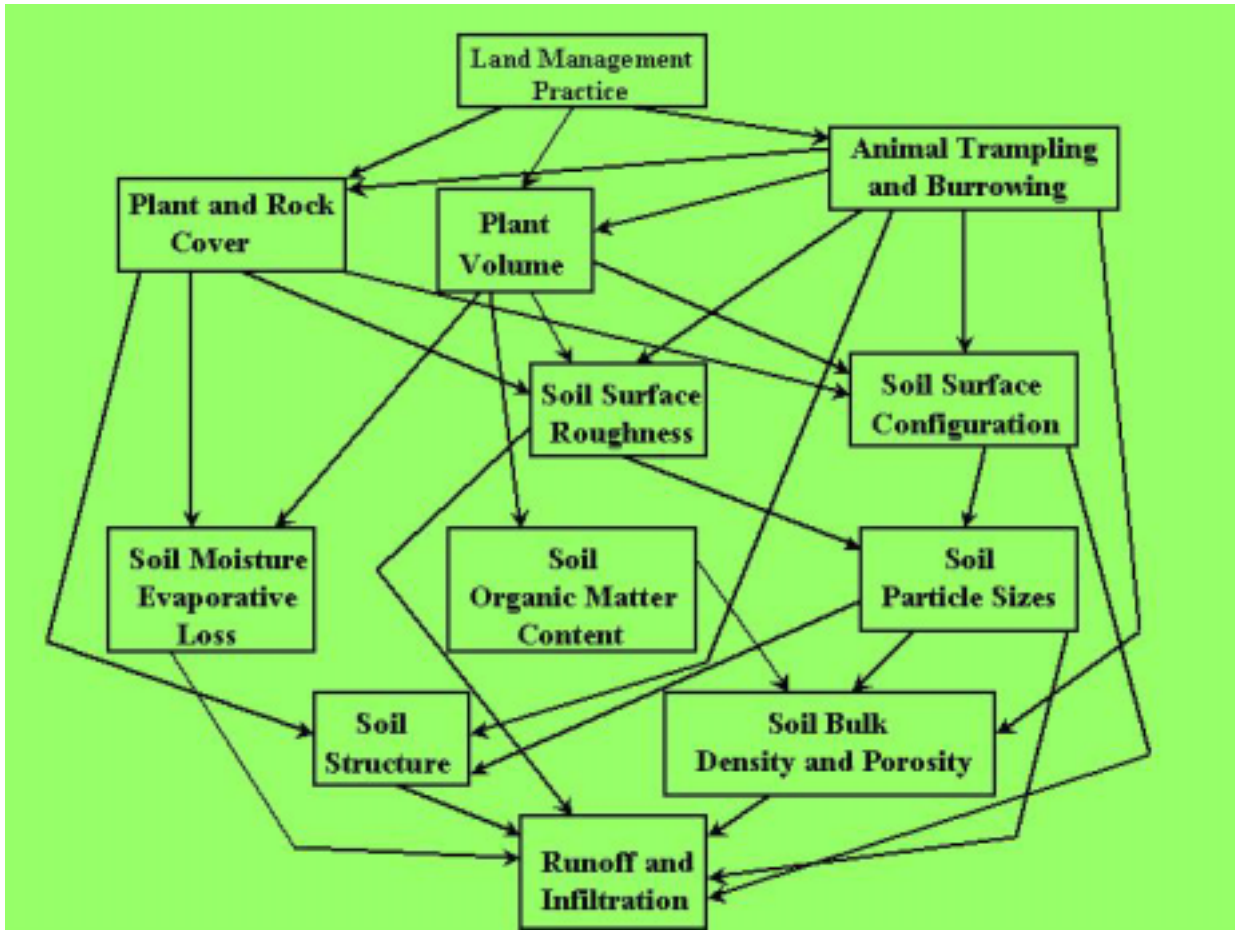 Land Management
Practice
Animal Trampling
and Burrowing
Plant and Rock
Cover
Plant
Volume
Soil Surface
Roughness
Soil Surface
Configuration
Soil Moisture
Evaporative
Loss
Soil
Organic Matter
Content
Soil
Particle Sizes
Soil
Structure
Soil Bulk
Density and Porosity
Runoff and
Infiltration